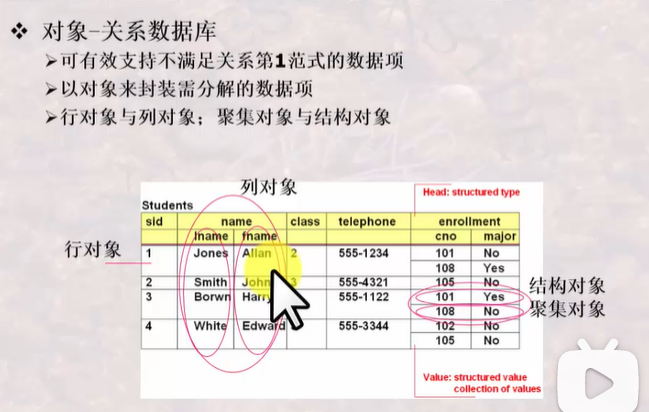 ❖ 对象-关系数据库
➢可有效支持不满足关系第1范式的数据项
➢以对象来封装需分解的数据项
➢行对象与列对象；聚集对象与结构对象
列对象
Head: structured type
Students
sid name class telephone enrollment
lname fname cno major
行对象
1 Jones Allan 2 555-1234 101 No
108 Yes
2 Smith John 3 555-4321 105 No
结构对象
3 Borwn Harry 555-1122 101 Yes
聚集对象
108 No
4 White Edward 555-3344 102 No
105 No
Value: structured value
collection of values